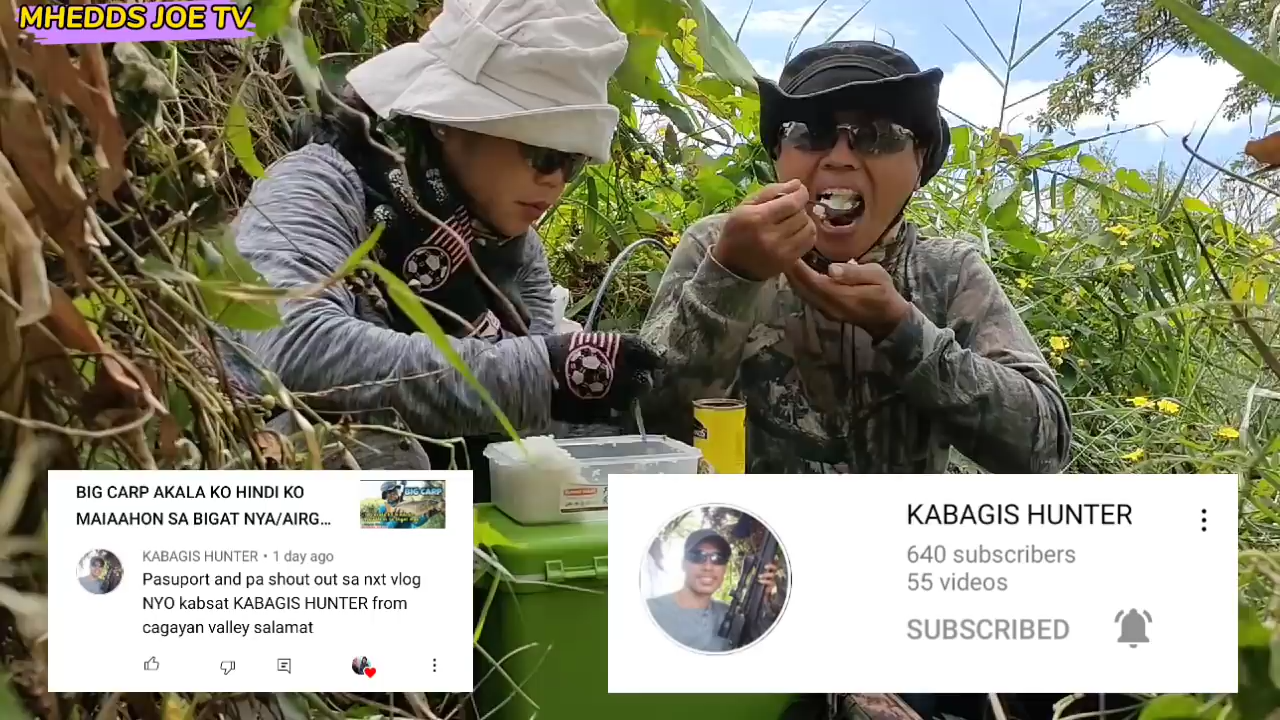 MHEDDS JOE TV
BIG CARP AKALA KO HINDI KO
MAIAAHON SA BIGAT NYA/AIRG...
BIG CARP
KABAGIS HUNTER • 1 day ago
Pasuport and pa shout out sa nxt vlog
NYO kabsat KABAGIS HUNTER from
cagayan valley salamat
KABAGIS HUNTER
640 subscribers
55 videos
SUBSCRIBED